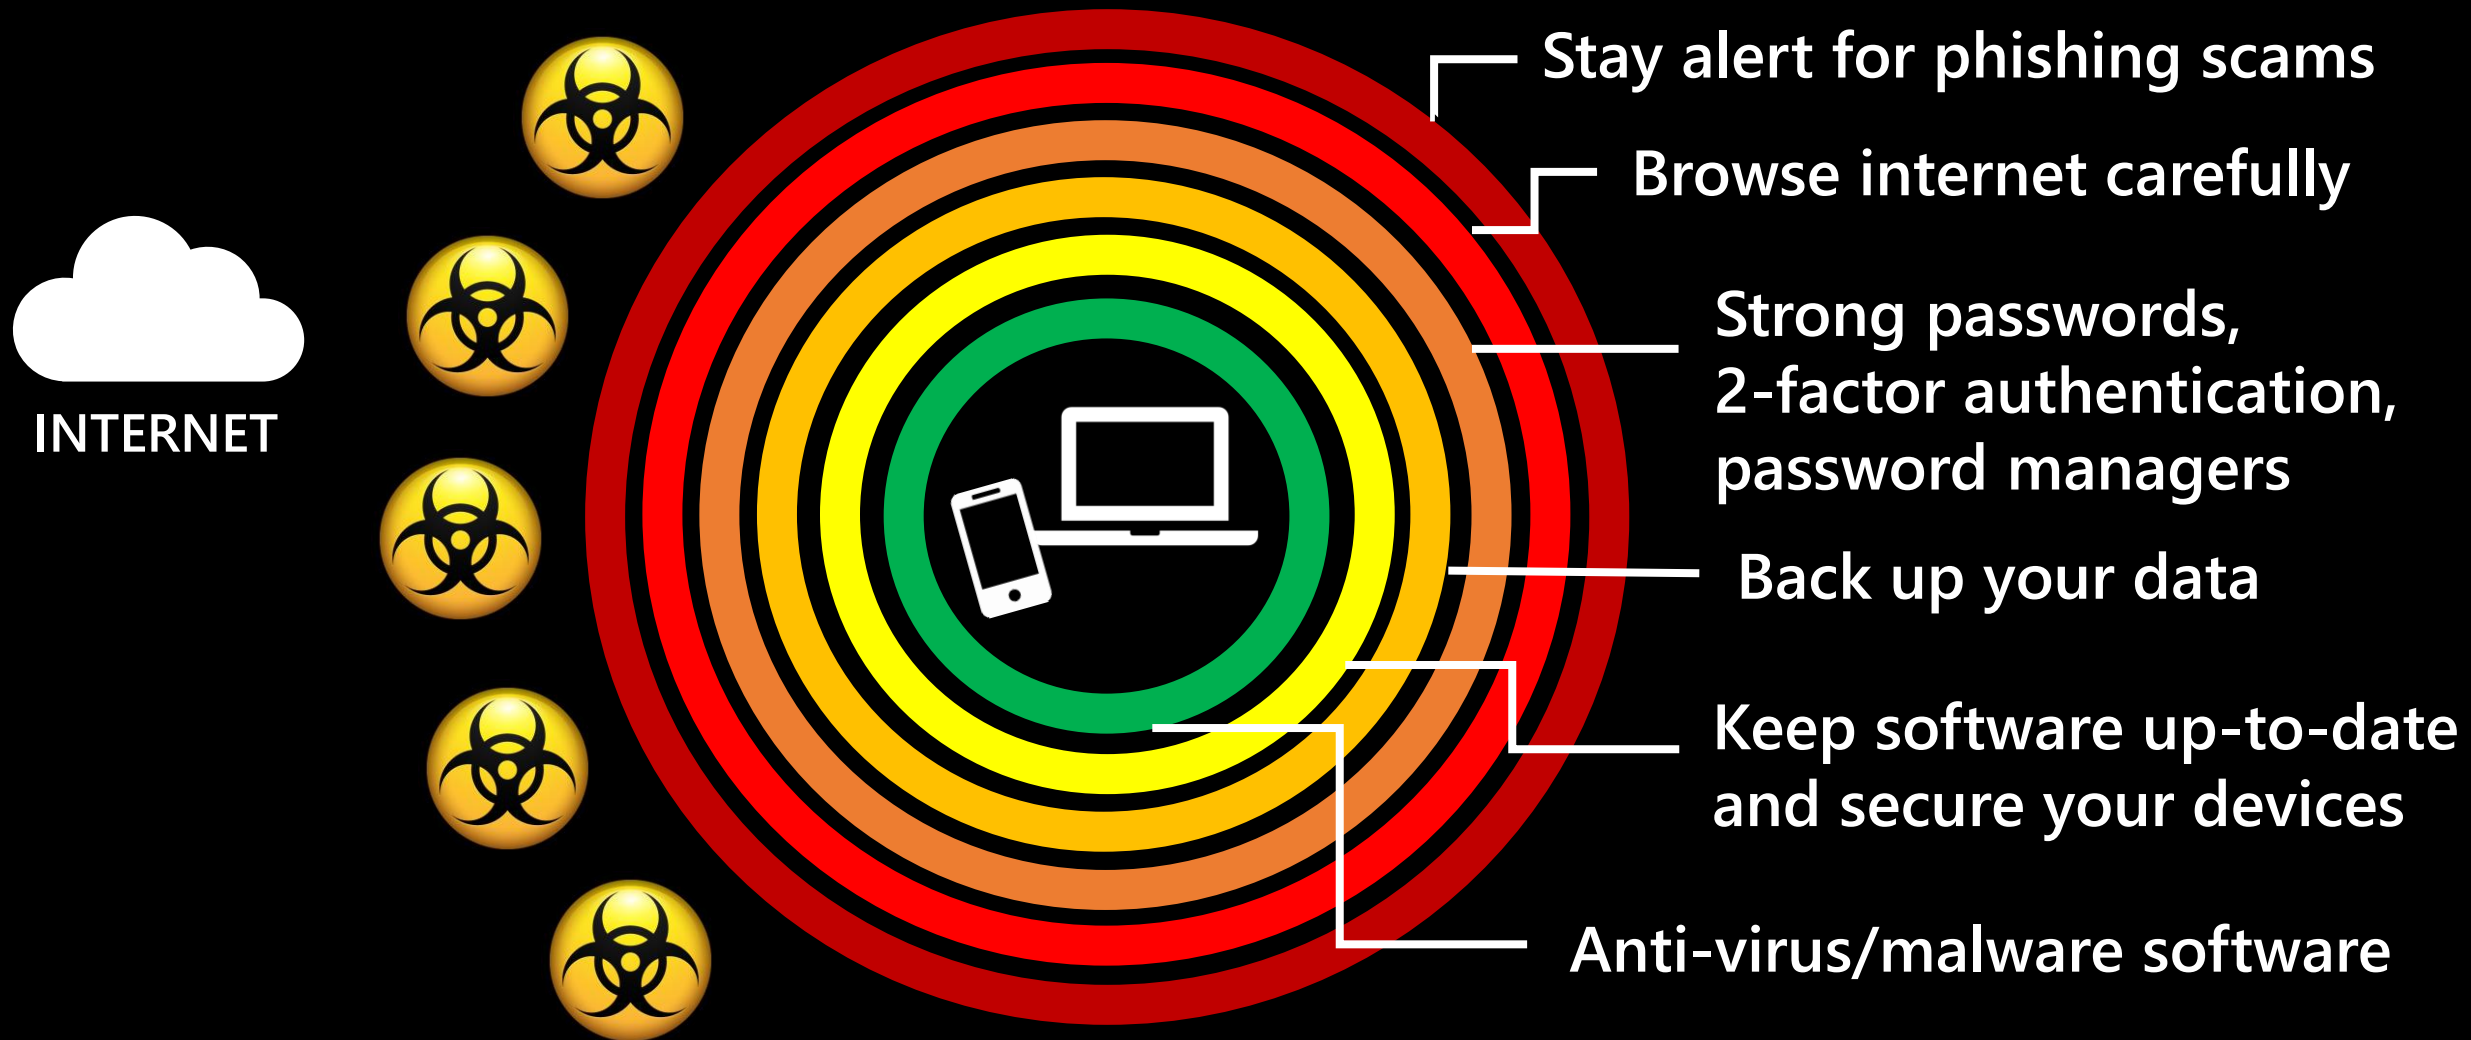 Stay alert for phishing scams
Browse internet carefully
Strong passwords,
2-factor authentication,
password managers
INTERNET
Back up your data
Keep software up-to-date
and secure your devices
Anti-virus/malware software